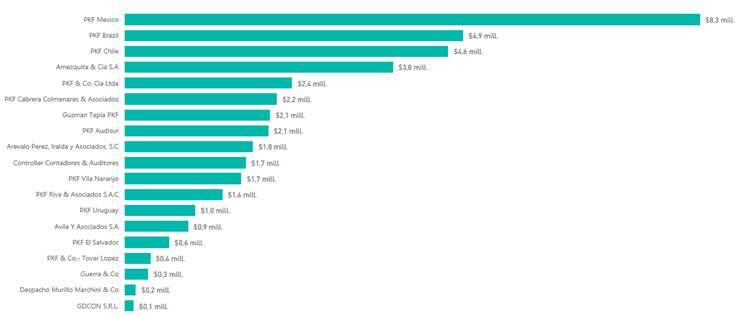 PKF Mexico $8,3 mill.
PKF Brazil $4,9 mill.
PKF Chile $4,6 mill.
Amezquita & Cia S.A $3,8 mill.
PKF & Co. Cia Ltda $2,4 mill.
PKF Cabrera Colmenares & Asociados $2,2 mill.
Guzman Tapia PKF $2,1 mill.
PKF Audisur $2,1 mill.
Arevalo Perez, Iralda y Asociados, S.C $1,8 mill.
Controller Contadores & Auditores $1,7 mill.
PKF Vila Naranjo $1,7 mill.
PKF Riva & Asociados S.A.C $1,4 mill.
PKF Uruguay $1,0 mill.
Avila Y Asociados S.A $0,9 mill.
PKF El Salvador $0,6 mill.
PKF & Co.- Tovar Lopez $0,4 mill.
Guerra & Co $0,3 mill.
Despacho Murillo Marchini & Co $0,2 mill.
GDCON S.R.L. $0,1 mill.